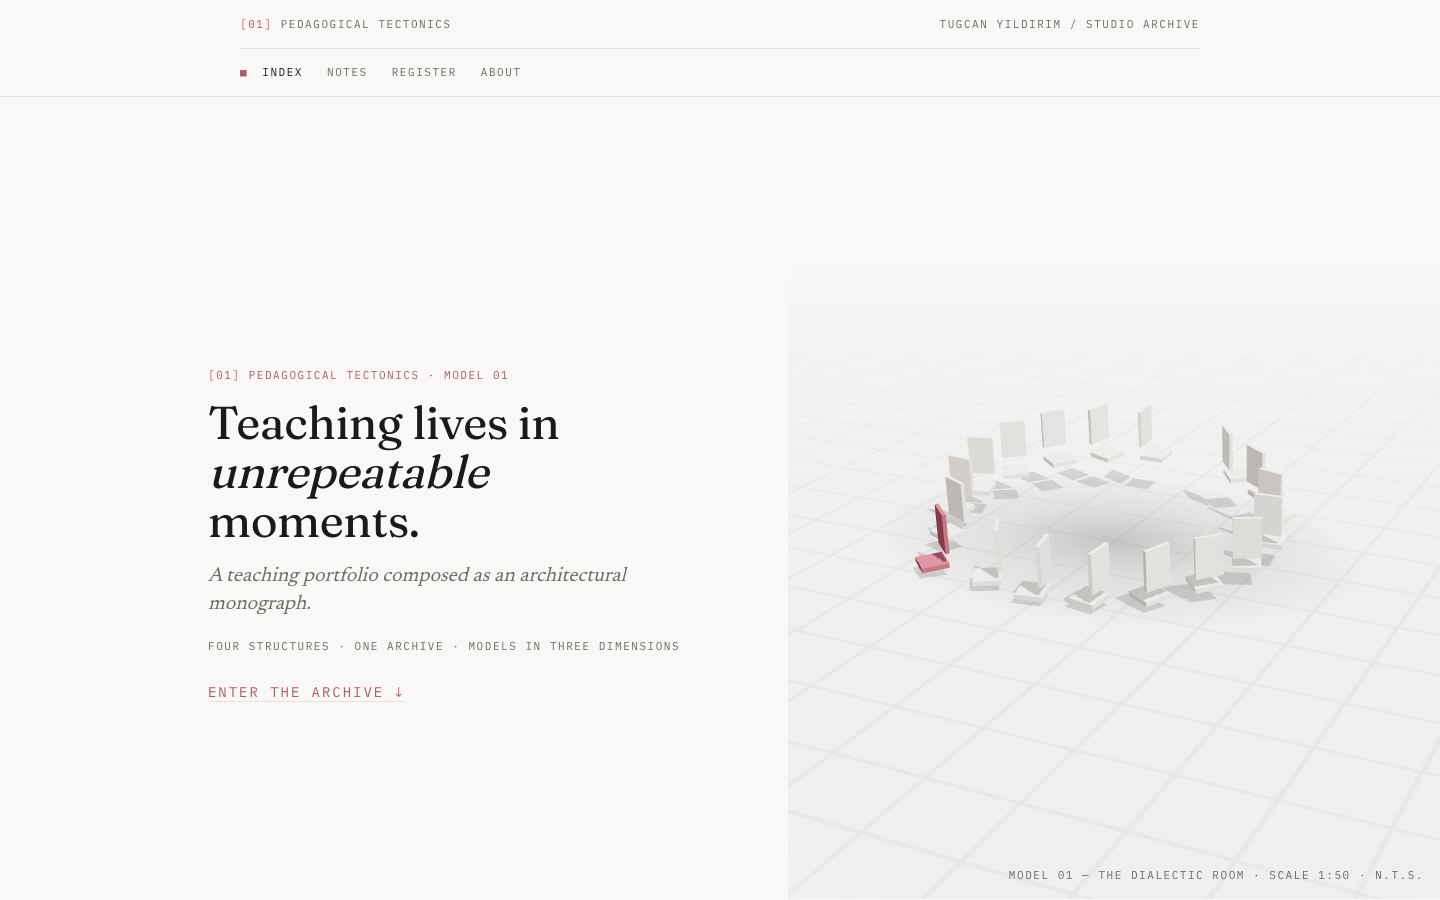 [01] PEDAGOGICAL TECTONICS
TUGCAN YILDIRIM / STUDIO ARCHIVE
INDEX NOTES REGISTER ABOUT
[01] PEDAGOGICAL TECTONICS · MODEL 01
Teaching lives in
unrepeatable
moments.
A teaching portfolio composed as an architectural
monograph.
FOUR STRUCTURES · ONE ARCHIVE · MODELS IN THREE DIMENSIONS
ENTER THE ARCHIVE ↓
MODEL 01 — THE DIALECTIC ROOM · SCALE 1:50 · N.T.S.